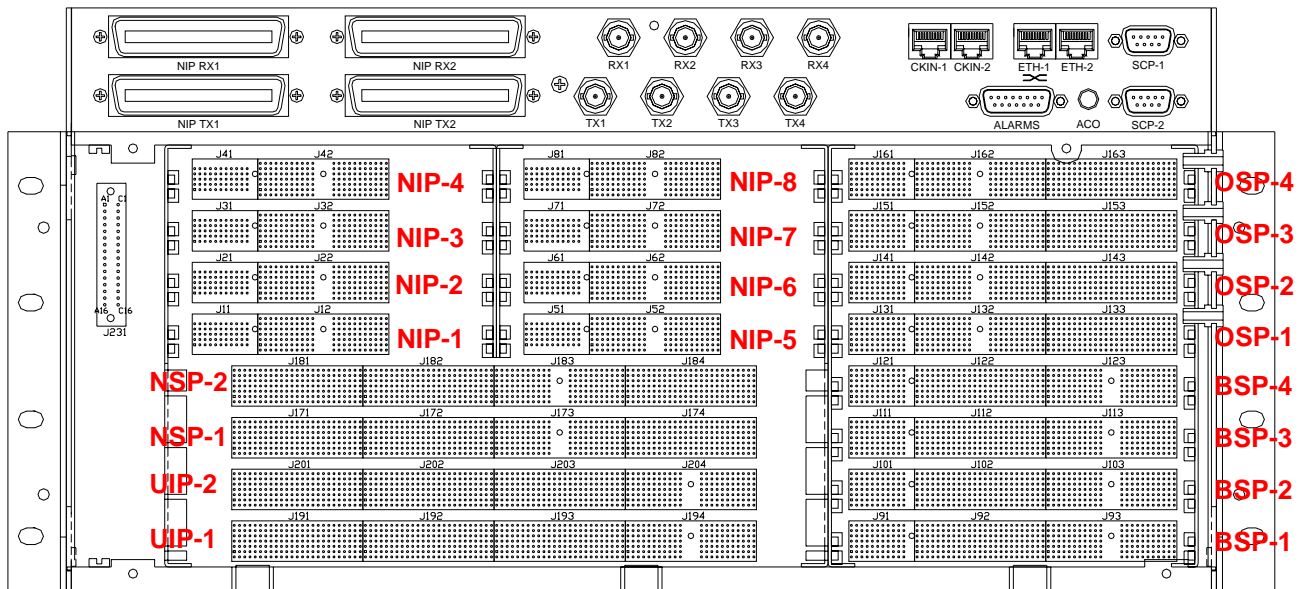 NIP RX1 NIP RX2 RX1 RX2 RX3 RX4 CKIN-1 CKIN-2 ETH-1 ETH-2 SCP-1
NIP TX1 NIP TX2 TX1 TX2 TX3 TX4 ALARMS ACO SCP-2
J41 J42 J81 J82 J161 J162 J163
NIP-4 NIP-8 OSP-4
A1 C1
J31 J32 J71 J72 J151 J152 J153
NIP-3 NIP-7 OSP-3
J21 J22 J61 J62 J141 J142 J143
NIP-2 NIP-6 OSP-2
J11 J12 J51 J52 J131 J132 J133
A16 C16
J231
NIP-1 NIP-5 OSP-1
J181 J182 J183 J184 J121 J122 J123
NSP-2 BSP-4
J171 J172 J173 J174 J111 J112 J113
NSP-1 BSP-3
J201 J202 J203 J204 J101 J102 J103
UIP-2 BSP-2
J191 J192 J193 J194 J91 J92 J93
UIP-1 BSP-1